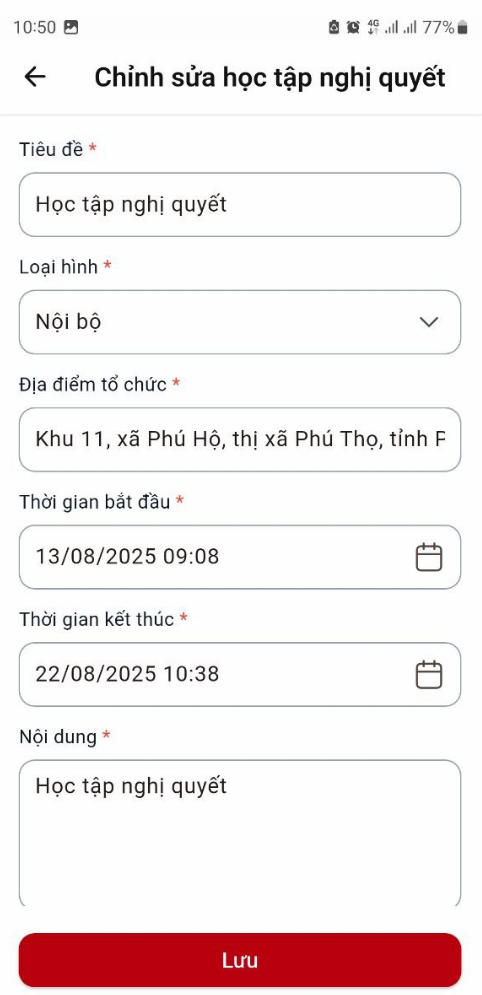 10:50 4G 77%
Chỉnh sửa học tập nghị quyết
Tiêu đề *
Học tập nghị quyết
Loại hình *
Nội bộ
Địa điểm tổ chức *
Khu 11, xã Phú Hộ, thị xã Phú Thọ, tỉnh P
Thời gian bắt đầu *
13/08/2025 09:08
Thời gian kết thúc *
22/08/2025 10:38
Nội dung *
Học tập nghị quyết
Lưu